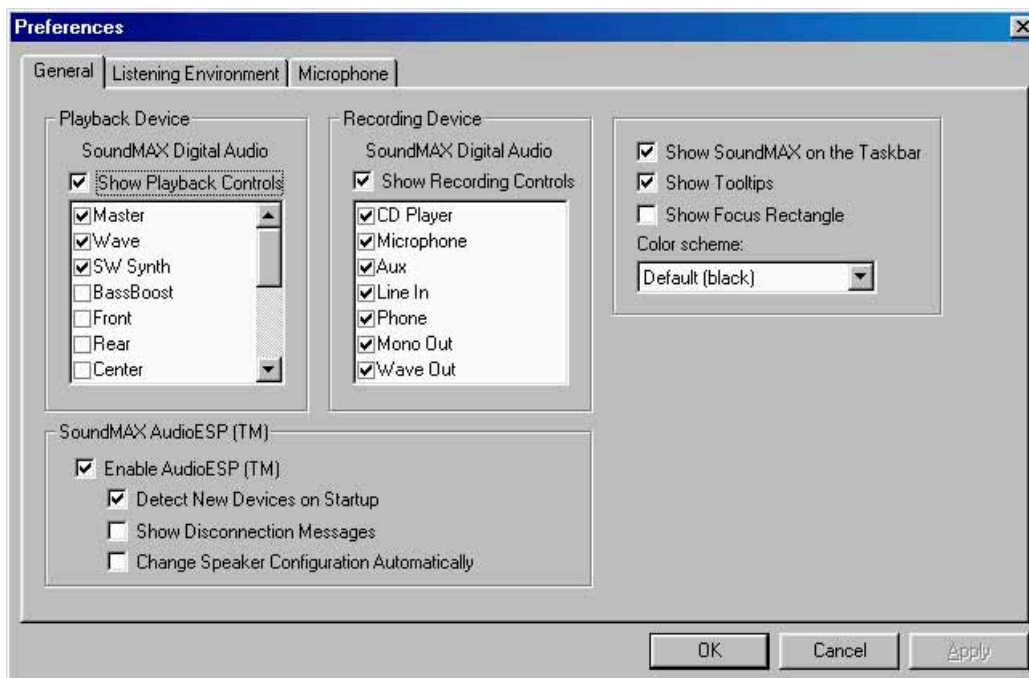 Preferences
General
Listening Environment
Microphone
Playback Device
SoundMAX Digital Audio
Show Playback Controls
Master
Wave
SW Synth
BassBoost
Front
Rear
Center
Recording Device
SoundMAX Digital Audio
Show Recording Controls
CD Player
Microphone
Aux
Line In
Phone
Mono Out
Wave Out
Show SoundMAX on the Taskbar
Show Tooltips
Show Focus Rectangle
Color scheme:
Default (black)
SoundMAX AudioESP (TM)
Enable AudioESP (TM)
Detect New Devices on Startup
Show Disconnection Messages
Change Speaker Configuration Automatically
OK
Cancel
Apply